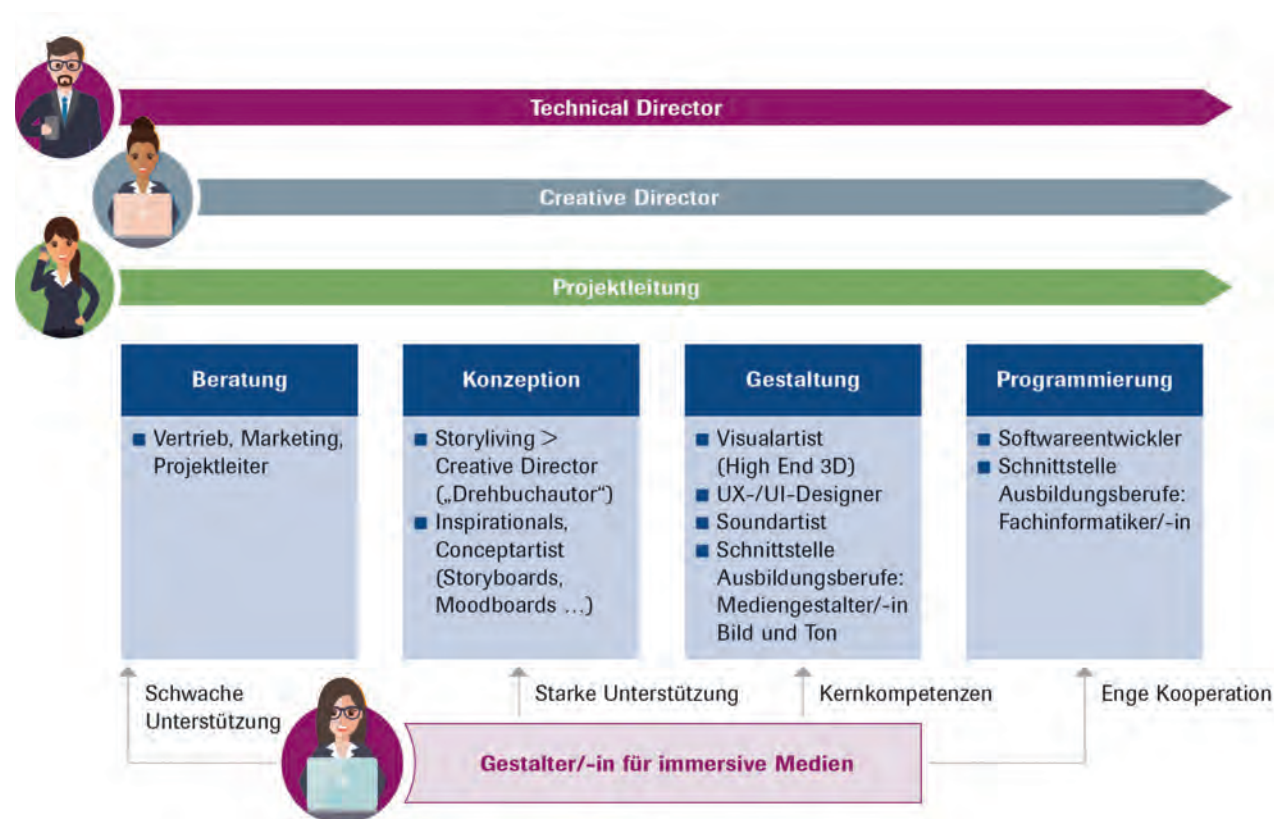 Technical Director
Creative Director
Projektleitung
Beratung
Vertrieb, Marketing,
Projektleiter
Konzeption
Storyliving >
Creative Director
(„Drehbuchautor“)
Inspirationals,
Conceptartist
(Storyboards,
Moodboards …)
Gestaltung
Visualartist
(High End 3D)
UX-/UI-Designer
Soundartist
Schnittstelle
Ausbildungsberufe:
Mediengestalter/-in
Bild und Ton
Programmierung
Softwareentwickler
Schnittstelle
Ausbildungsberufe:
Fachinformatiker/-in
Schwache
Unterstützung
Starke Unterstützung
Kernkompetenzen
Enge Kooperation
Gestalter/-in für immersive Medien